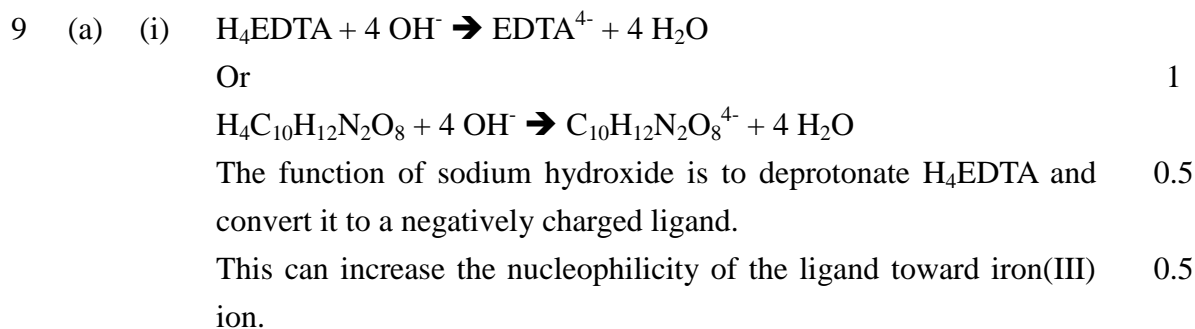 9 (a) (i) H₄EDTA + 4 OH⁻ ➔ EDTA⁴⁻ + 4 H₂O
Or 1
H₄C₁₀H₁₂N₂O₈ + 4 OH⁻ ➔ C₁₀H₁₂N₂O₈⁴⁻ + 4 H₂O
The function of sodium hydroxide is to deprotonate H₄EDTA and 0.5
convert it to a negatively charged ligand.
This can increase the nucleophilicity of the ligand toward iron(III) 0.5
ion.